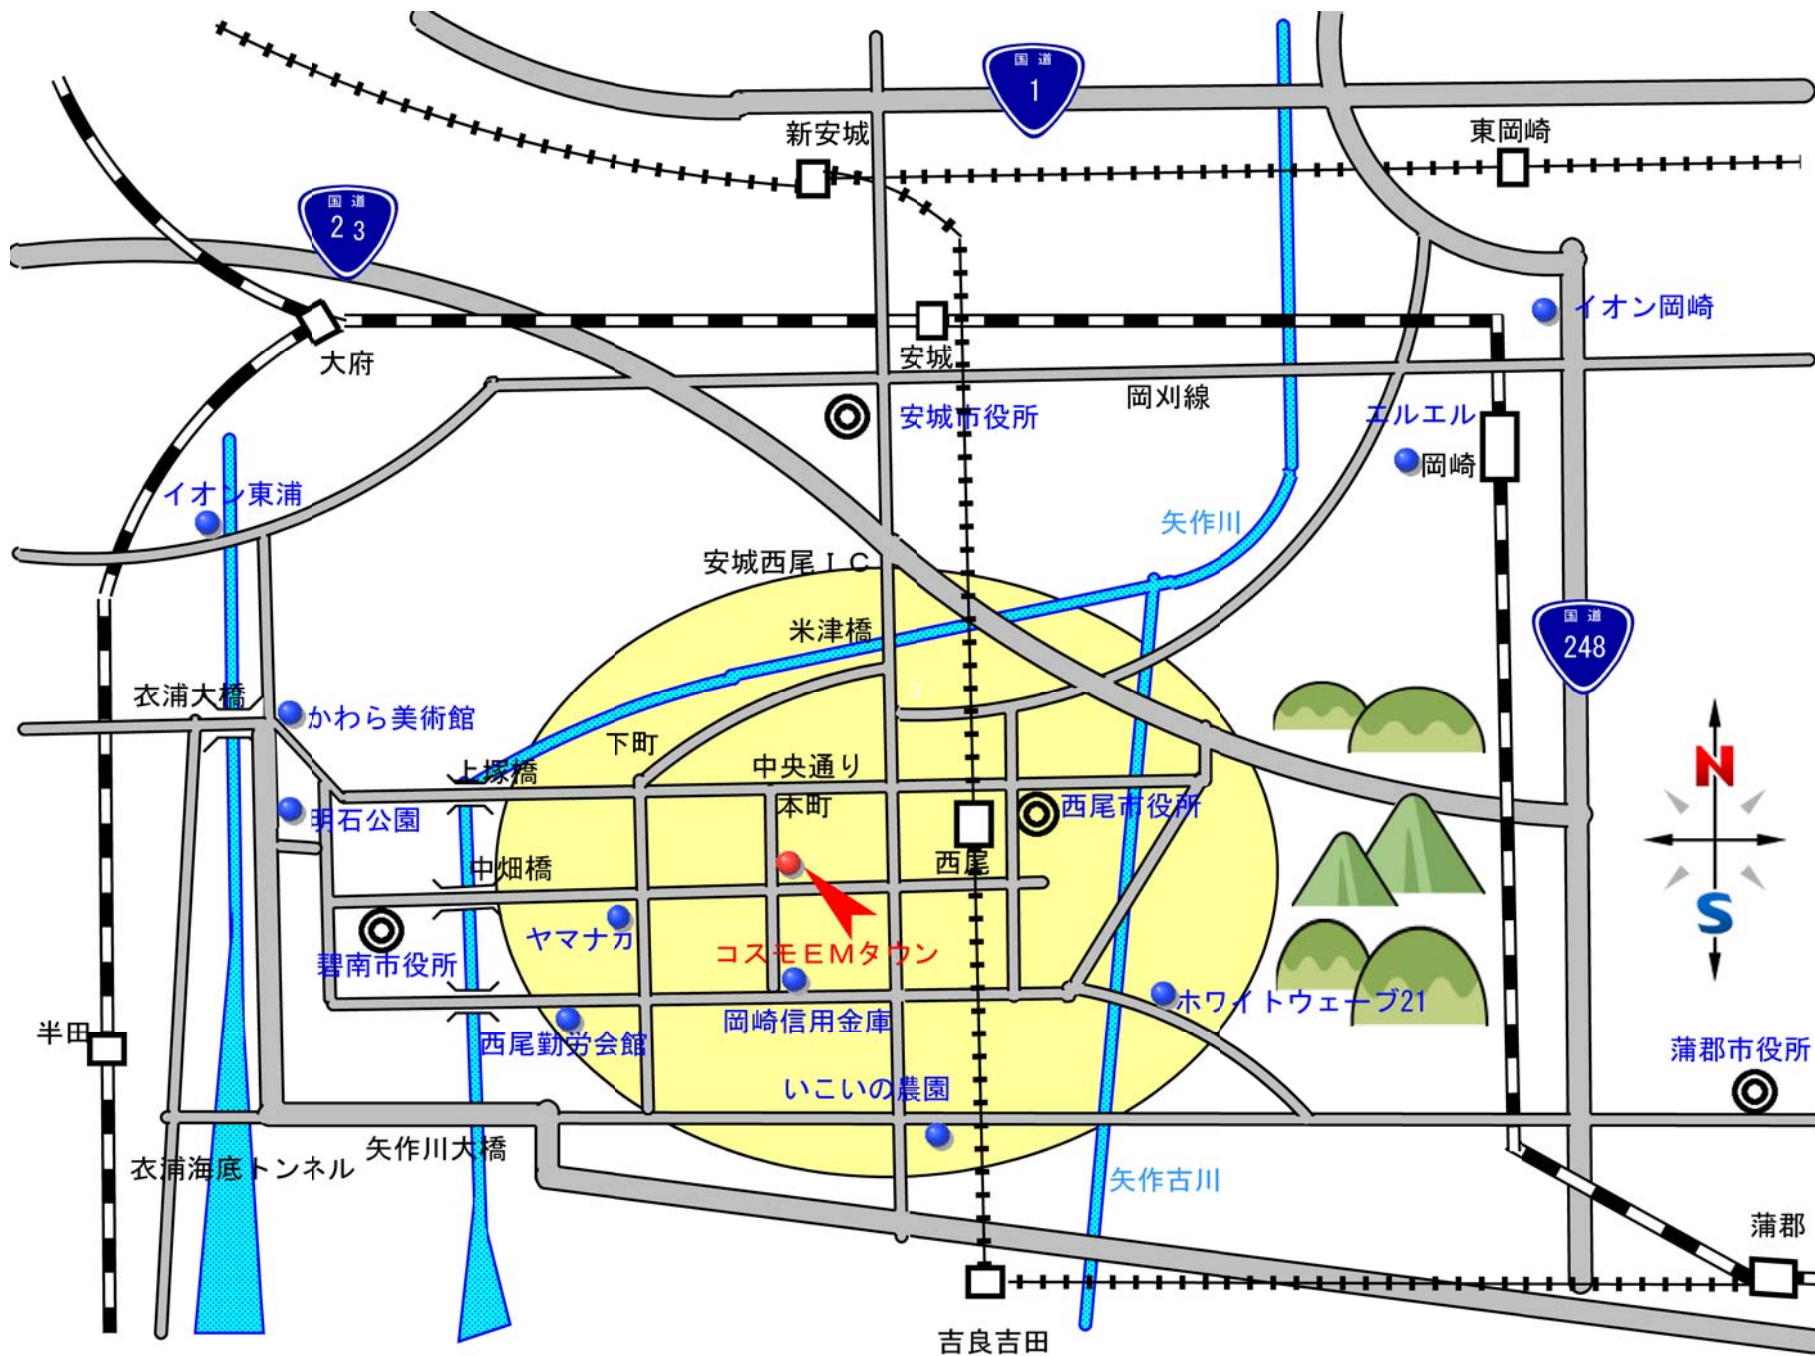 国道
1
新安城
東岡崎
国道
23
イオン岡崎
大府
安城
岡刈線
安城市役所
エルエル
岡崎
イオン東浦
矢作川
安城西尾ＩＣ
米津橋
国道
248
衣浦大橋
かわら美術館
3
下町
上塚橋
中央通り
本町
西尾市役所
明石公園
N
中畑橋
西尾
ヤマナカ
コスモＥＭタウン
碧南市役所
S
ホワイトウェーブ21
岡崎信用金庫
半田
西尾勤労会館
蒲郡市役所
いこいの農園
矢作川大橋
衣浦海底トンネル
矢作古川
蒲郡
吉良吉田